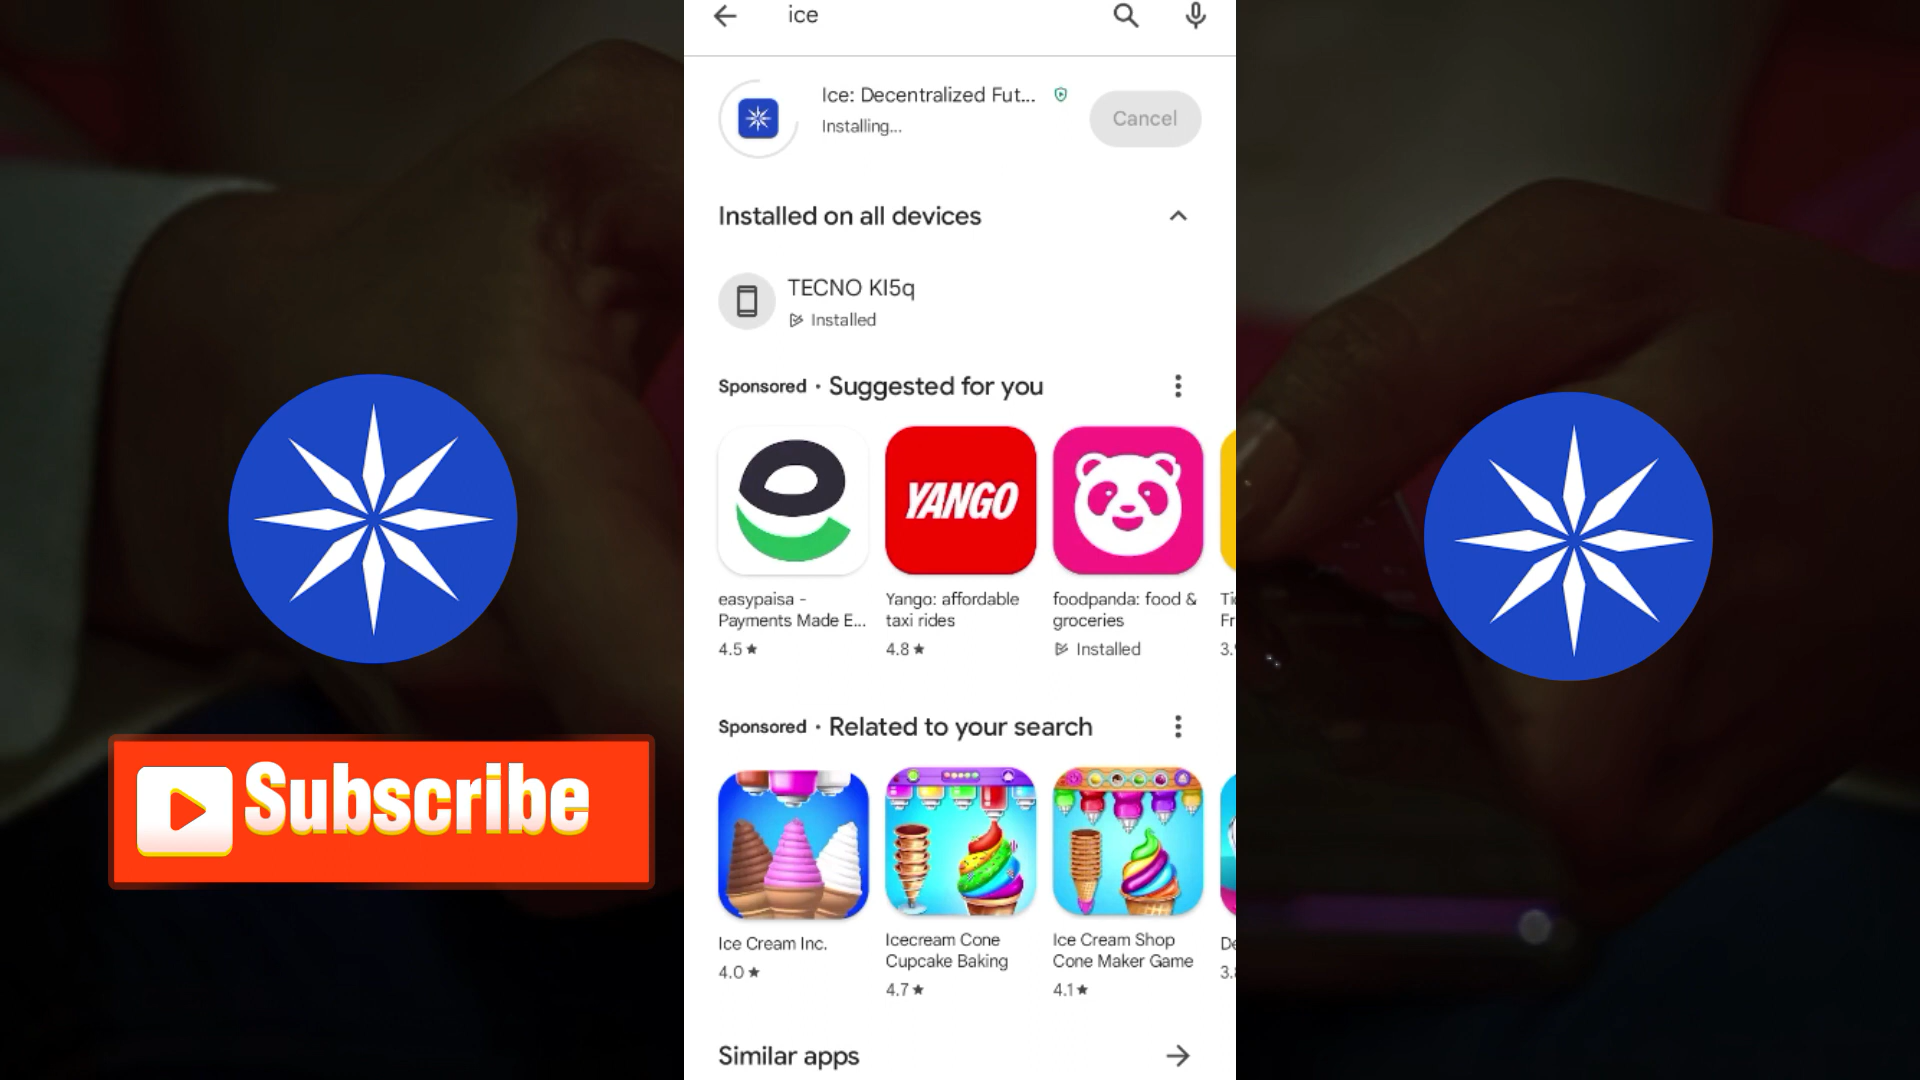 ice
Ice: Decentralized Fut...
Installing...
Cancel
Installed on all devices
TECNO KI5q
Installed
Sponsored · Suggested for you
YANGO
easypaisa -
Payments Made E...
4.5★
Yango: affordable
taxi rides
4.8★
foodpanda: food &
groceries
Installed
Subscribe
Sponsored · Related to your search
Ice Cream Inc.
4.0★
Icecream Cone
Cupcake Baking
4.7★
Ice Cream Shop
Cone Maker Game
4.1★
Similar apps